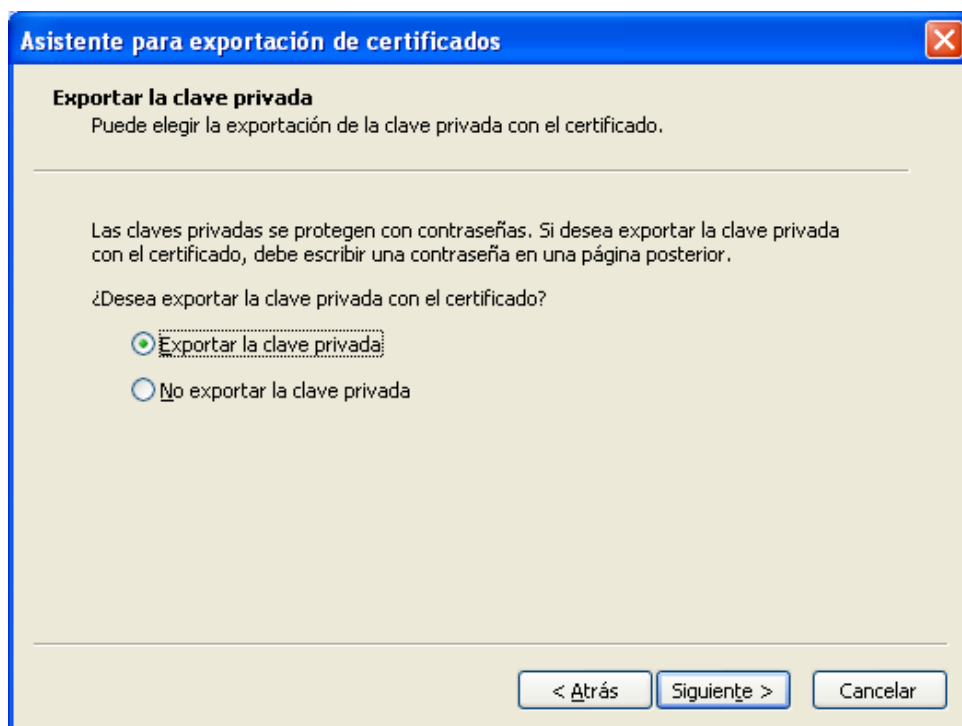 Asistente para exportación de certificados
Exportar la clave privada
Puede elegir la exportación de la clave privada con el certificado.
Las claves privadas se protegen con contraseñas. Si desea exportar la clave privada
con el certificado, debe escribir una contraseña en una página posterior.
¿Desea exportar la clave privada con el certificado?
Exportar la clave privada
No exportar la clave privada
< Atrás Siguiente > Cancelar